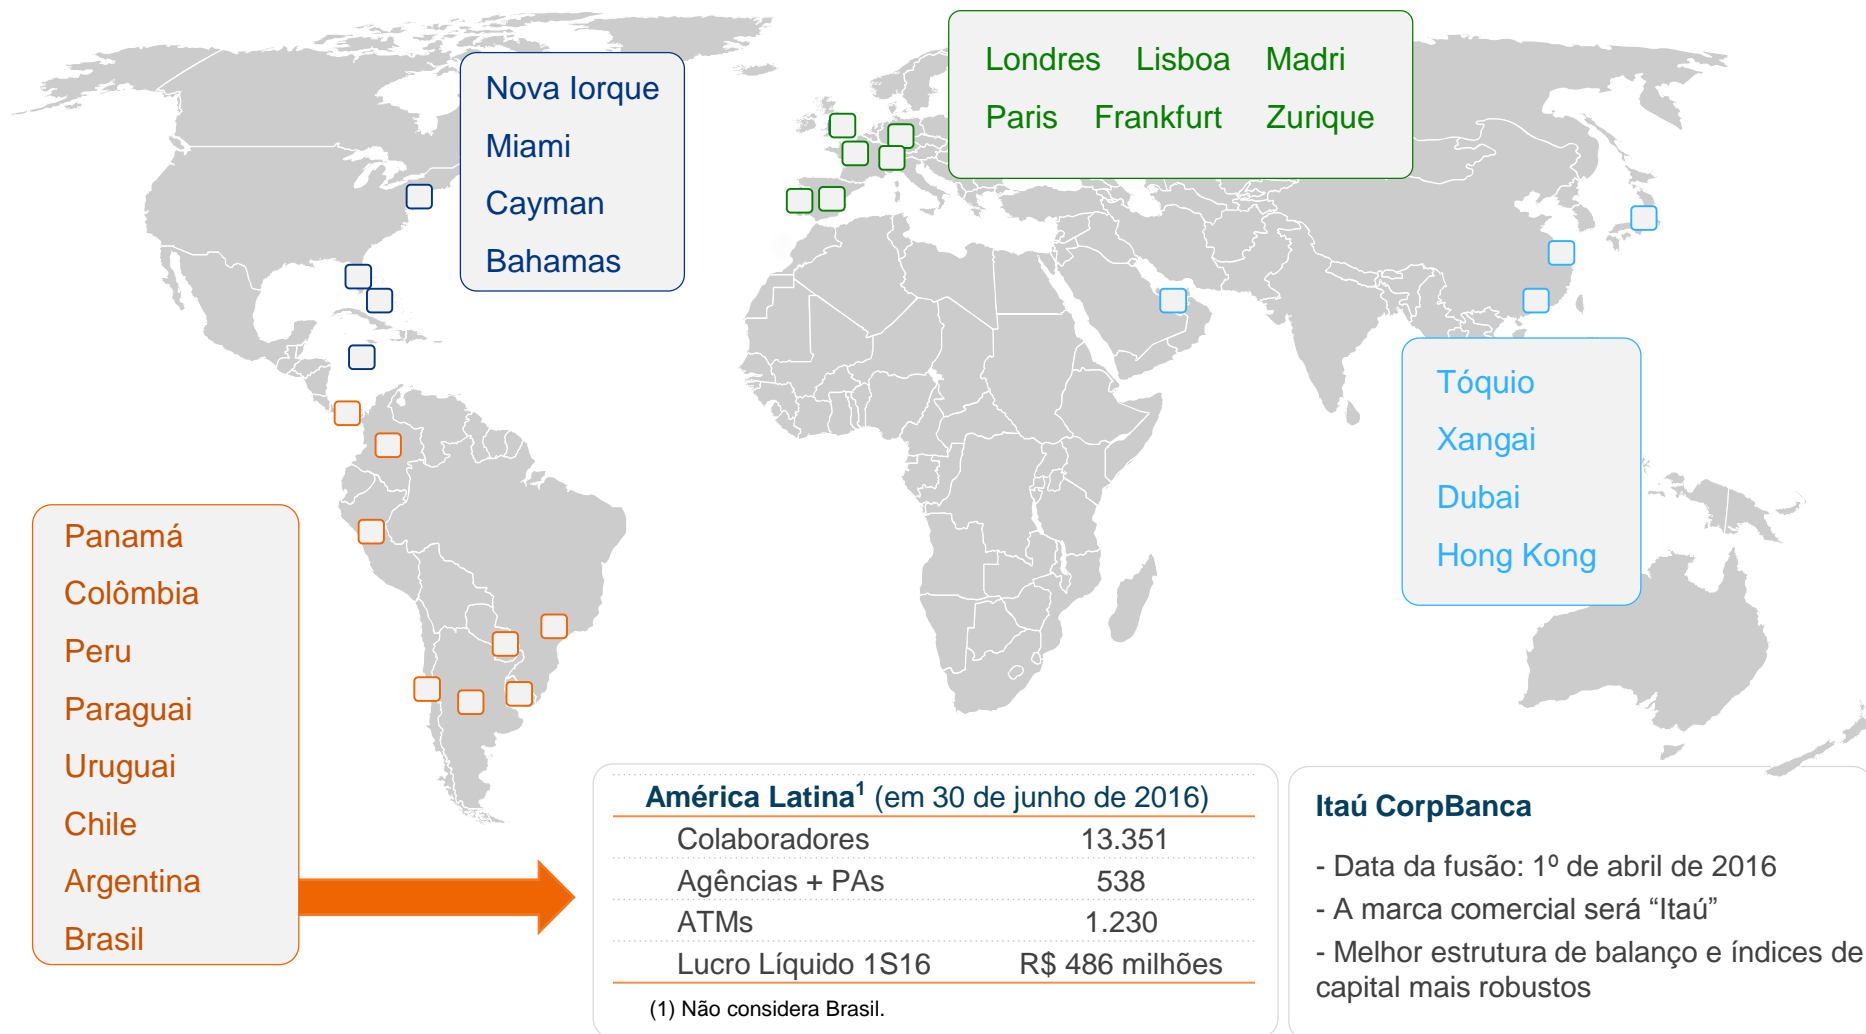 Nova Iorque
Miami
Cayman
Bahamas
Londres Lisboa Madri
Paris Frankfurt Zurique
Tóquio
Xangai
Dubai
Hong Kong
Panamá
Colômbia
Peru
Paraguai
Uruguai
Chile
Argentina
Brasil
América Latina¹ (em 30 de junho de 2016)
Colaboradores 13.351
Agências + PAs 538
ATMs 1.230
Lucro Líquido 1S16 R$ 486 milhões
(1) Não considera Brasil.
Itaú CorpBanca
- Data da fusão: 1º de abril de 2016
- A marca comercial será “Itaú”
- Melhor estrutura de balanço e índices de
capital mais robustos